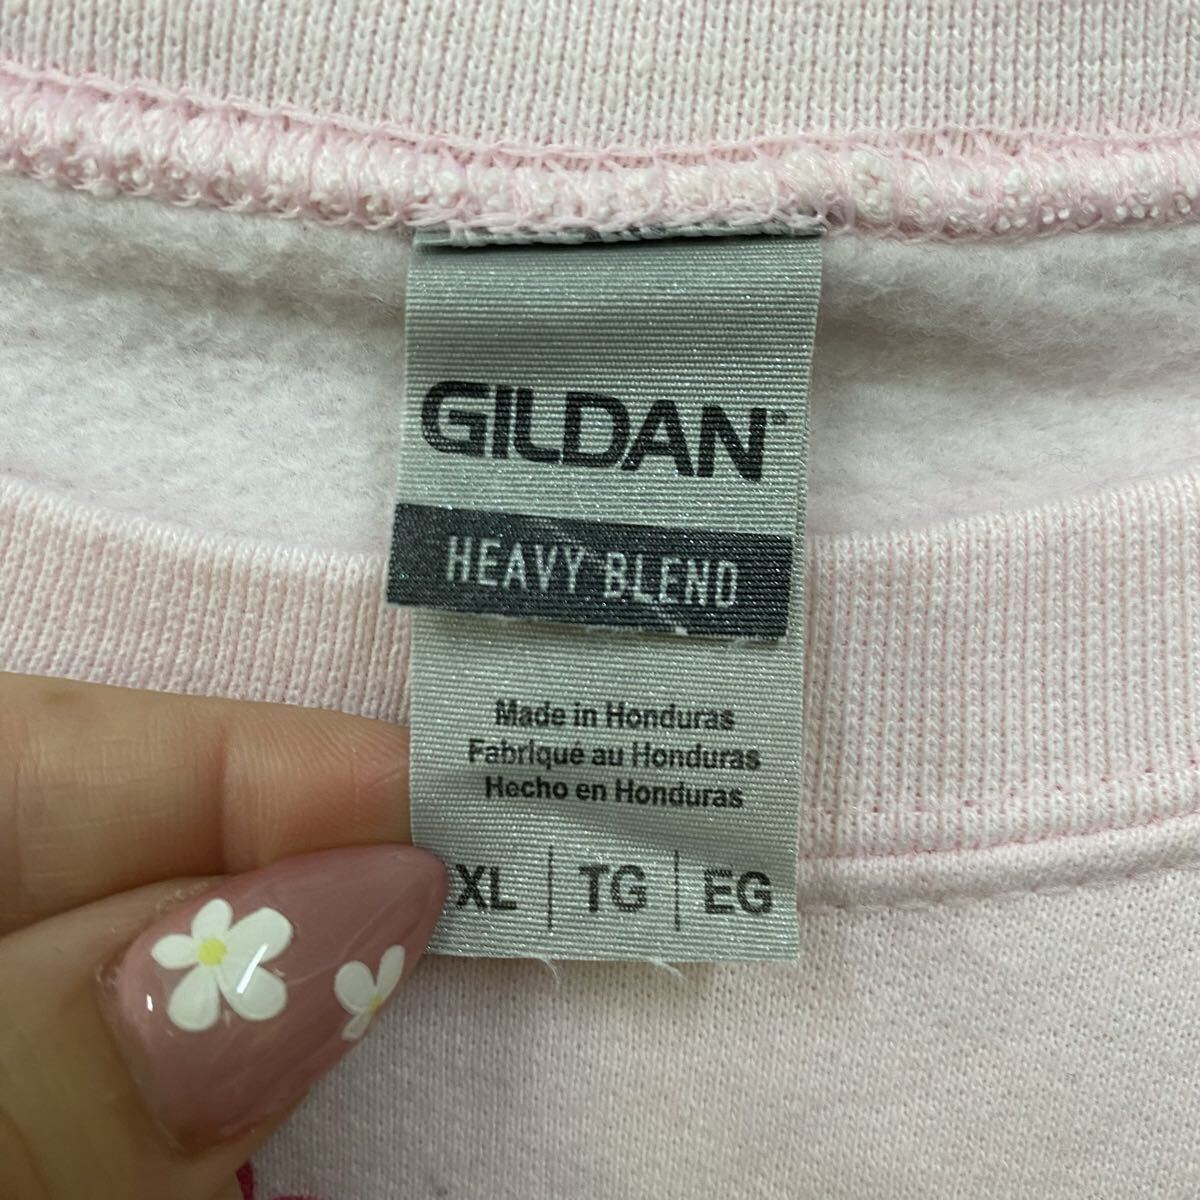 GILDAN®
HEAVY BLEND
Made in Honduras
Fabriqué au Honduras
Hecho en Honduras
XL | TG | EG